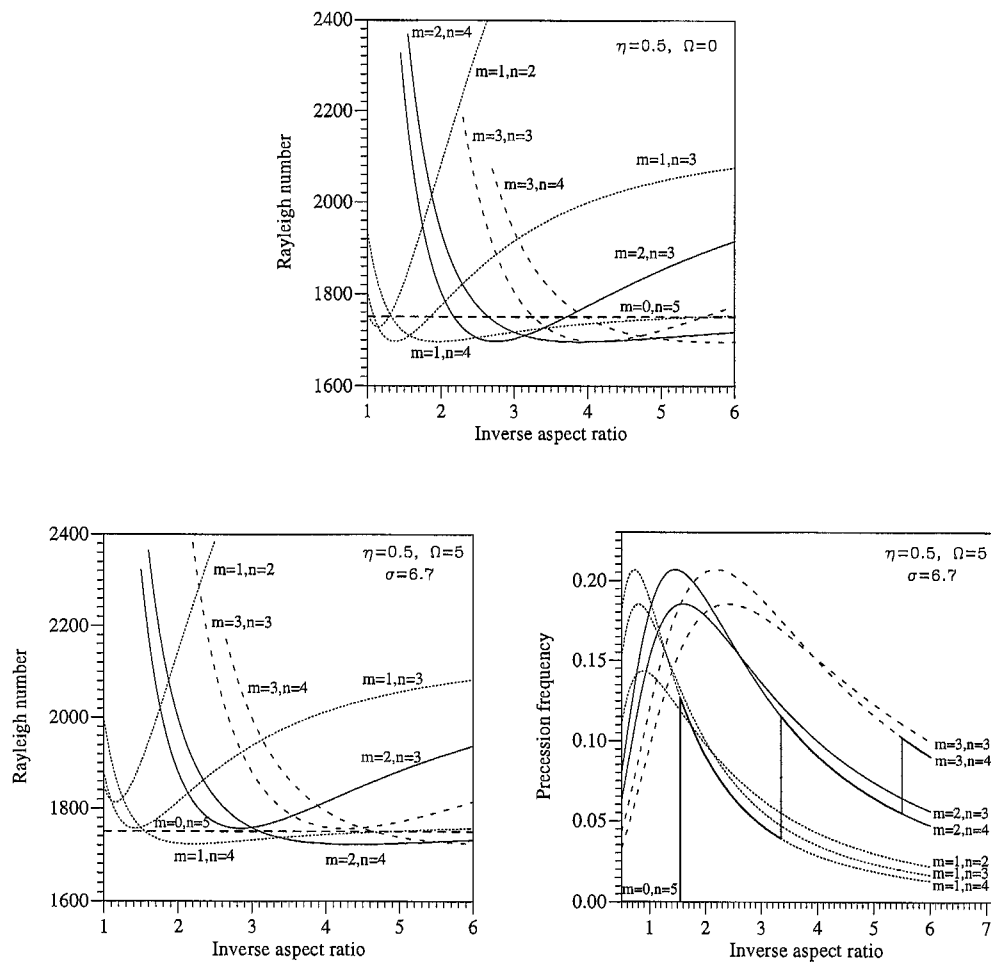 2400
2200
2000
1800
1600
Rayleigh number
η=0.5, Ω=0
m=2,n=4
m=1,n=2
m=3,n=3
m=3,n=4
m=1,n=3
m=2,n=3
m=0,n=5
m=1,n=4
1 2 3 4 5 6
Inverse aspect ratio
2400
2200
2000
1800
1600
Rayleigh number
η=0.5, Ω=5
σ=6.7
m=1,n=2
m=3,n=3
m=3,n=4
m=1,n=3
m=2,n=3
m=0,n=5
m=1,n=4
m=2,n=4
1 2 3 4 5 6
Inverse aspect ratio
0.20
0.15
0.10
0.05
0.00
Precession frequency
η=0.5, Ω=5
σ=6.7
m=3,n=3
m=3,n=4
m=2,n=3
m=2,n=4
m=1,n=2
m=1,n=3
m=1,n=4
m=0,n=5
1 2 3 4 5 6 7
Inverse aspect ratio